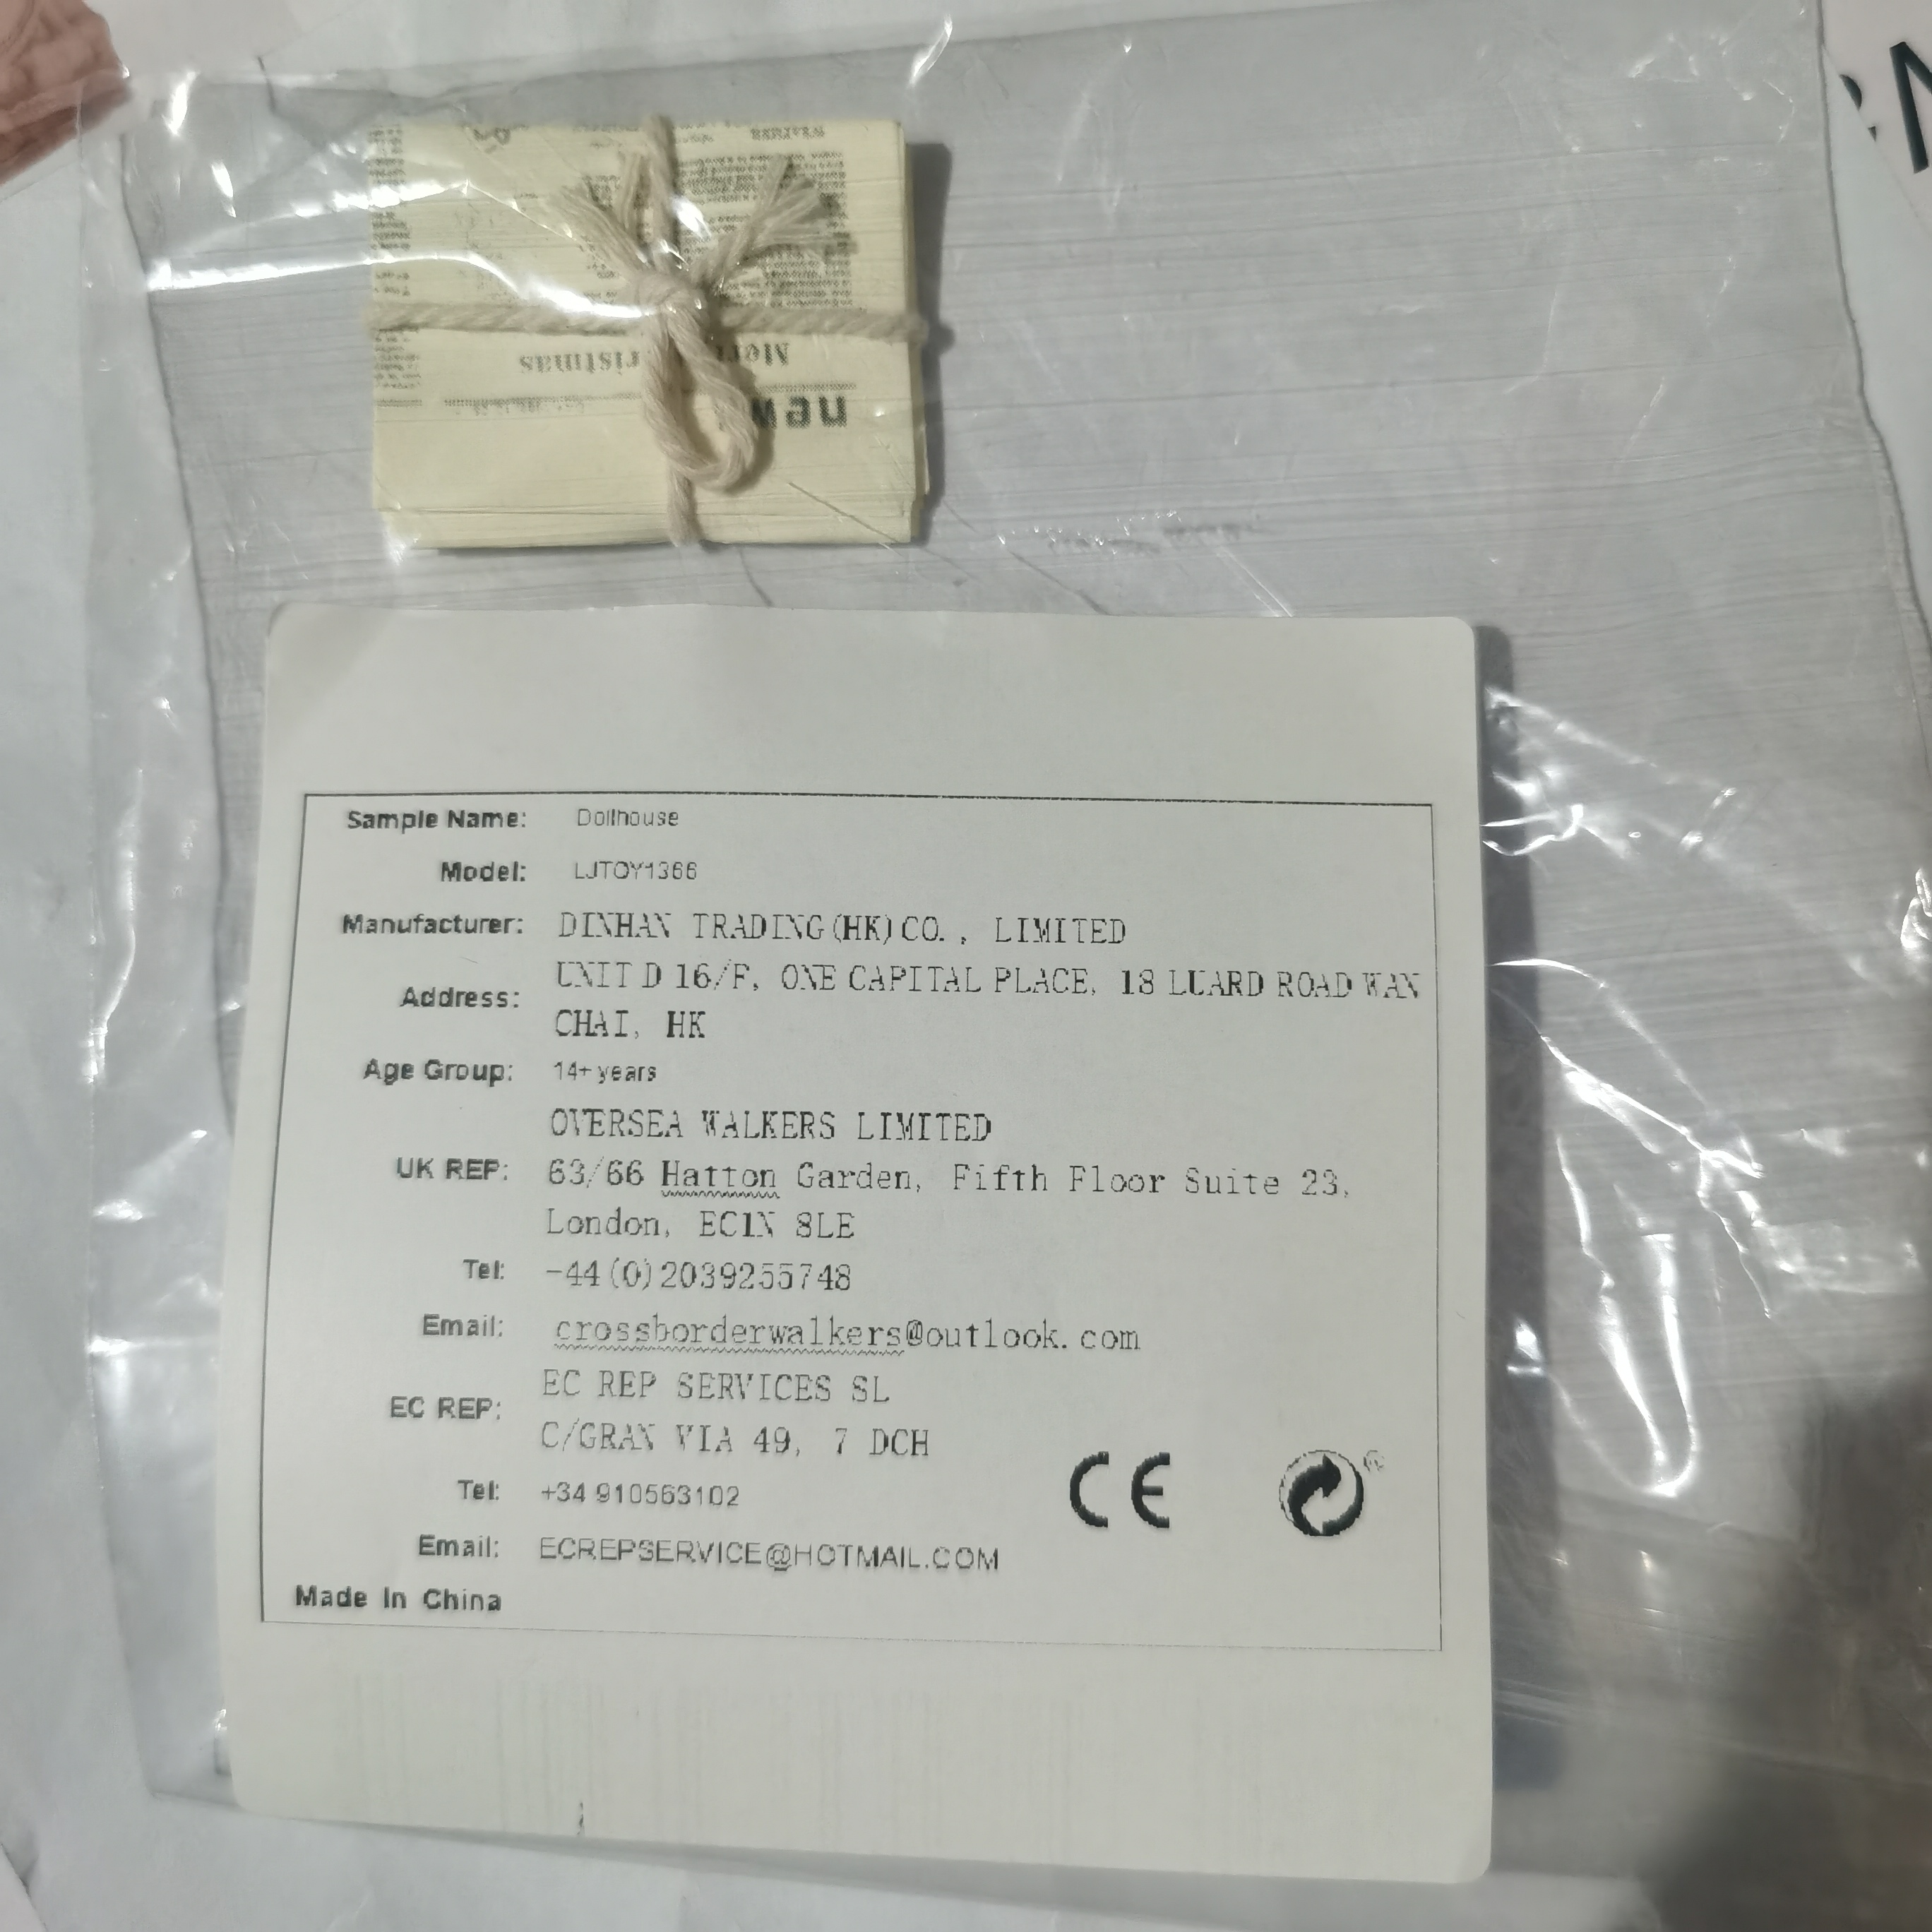 new
Sample Name: Dollhouse
Model: LJTOY1366
Manufacturer: DINHAN TRADING(HK)CO., LIMITED
Address: UNIT D 16/F, ONE CAPITAL PLACE, 18 LUARD ROAD WAN
CHAI, HK
Age Group: 14+ years
OVERSEA WALKERS LIMITED
UK REP: 63/66 Hatton Garden, Fifth Floor Suite 23,
London, EC1N 8LE
Tel: -44(0)2039255748
Email: crossborderwalkers@outlook.com
EC REP SERVICES SL
EC REP: C/GRAN VIA 49, 7 DCH
Tel: +34 910563102
Email: ECREPSERVICE@HOTMAIL.COM
Made In China
CE